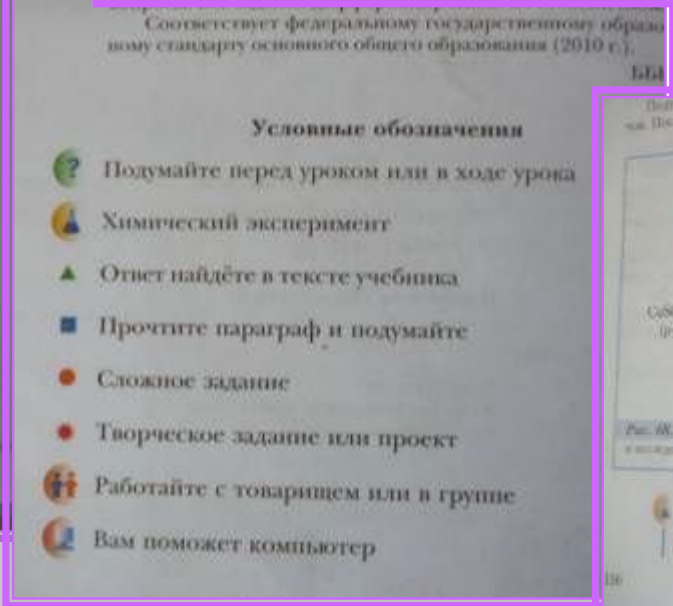 Соответствует федеральному государственному образо
ному стандарту основного общего образования (2010 г.).
ББК
Условные обозначения
Подумайте перед уроком или в ходе урока
Химический эксперимент
Ответ найдёте в тексте учебника
Прочтите параграф и подумайте
Сложное задание
Творческое задание или проект
Работайте с товарищем или в группе
Вам поможет компьютер
Рис.